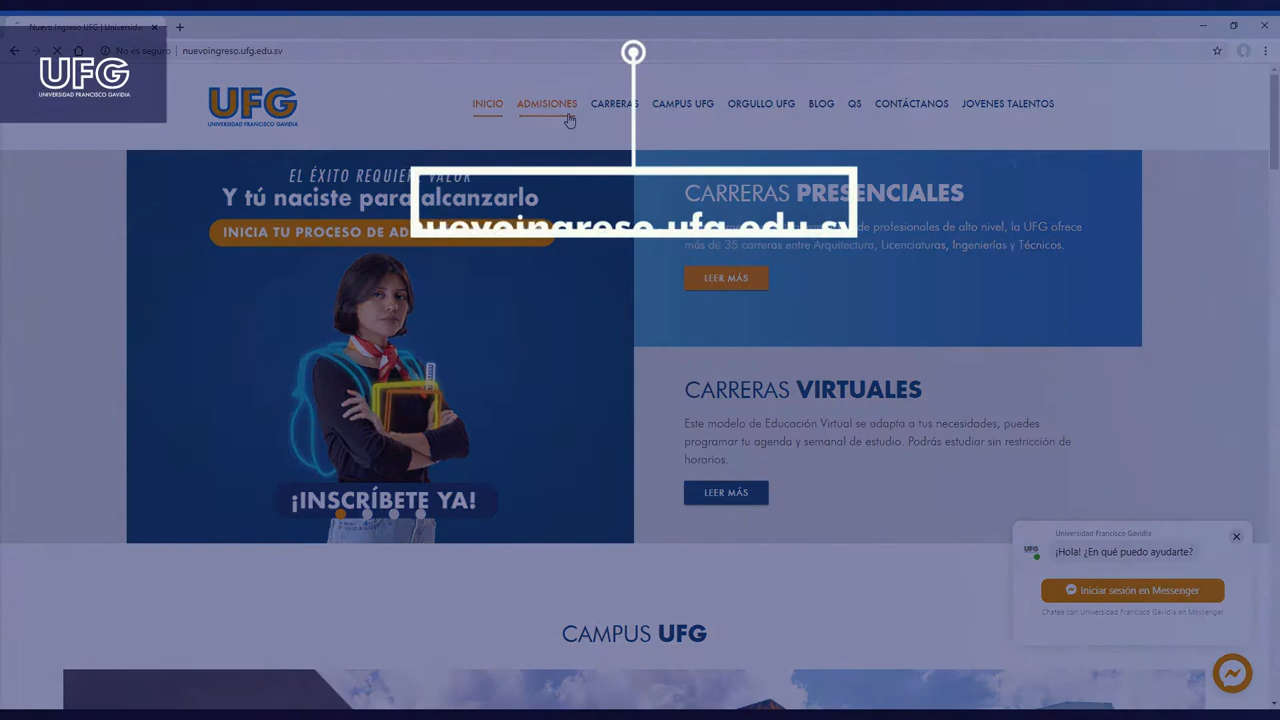 Nuevo Ingreso UFG | Universida
No es seguro | nuevoingreso.ufg.edu.sv
UFG
UNIVERSIDAD FRANCISCO GAVIDIA
UFG
UNIVERSIDAD FRANCISCO GAVIDIA
INICIO ADMISIONES CARRERAS CAMPUS UFG ORGULLO UFG BLOG QS CONTÁCTANOS JOVENES TALENTOS
EL ÉXITO REQUIERE VALOR
Y tú naciste para alcanzarlo
INICIA TU PROCESO DE AD
nuevoingreso.ufg.edu.sv
CARRERAS PRESENCIALES
de profesionales de alto nivel, la UFG ofrece
más de 35 carreras entre Arquitectura, Licenciaturas, Ingenierías y Técnicos.
LEER MÁS
¡INSCRÍBETE YA!
CARRERAS VIRTUALES
Este modelo de Educación Virtual se adapta a tus necesidades, puedes
programar tu agenda y semanal de estudio. Podrás estudiar sin restricción de
horarios.
LEER MÁS
Universidad Francisco Gavidia
UFG
¡Hola! ¿En qué puedo ayudarte?
Iniciar sesión en Messenger
Chatea con Universidad Francisco Gavidia en Messenger
CAMPUS UFG